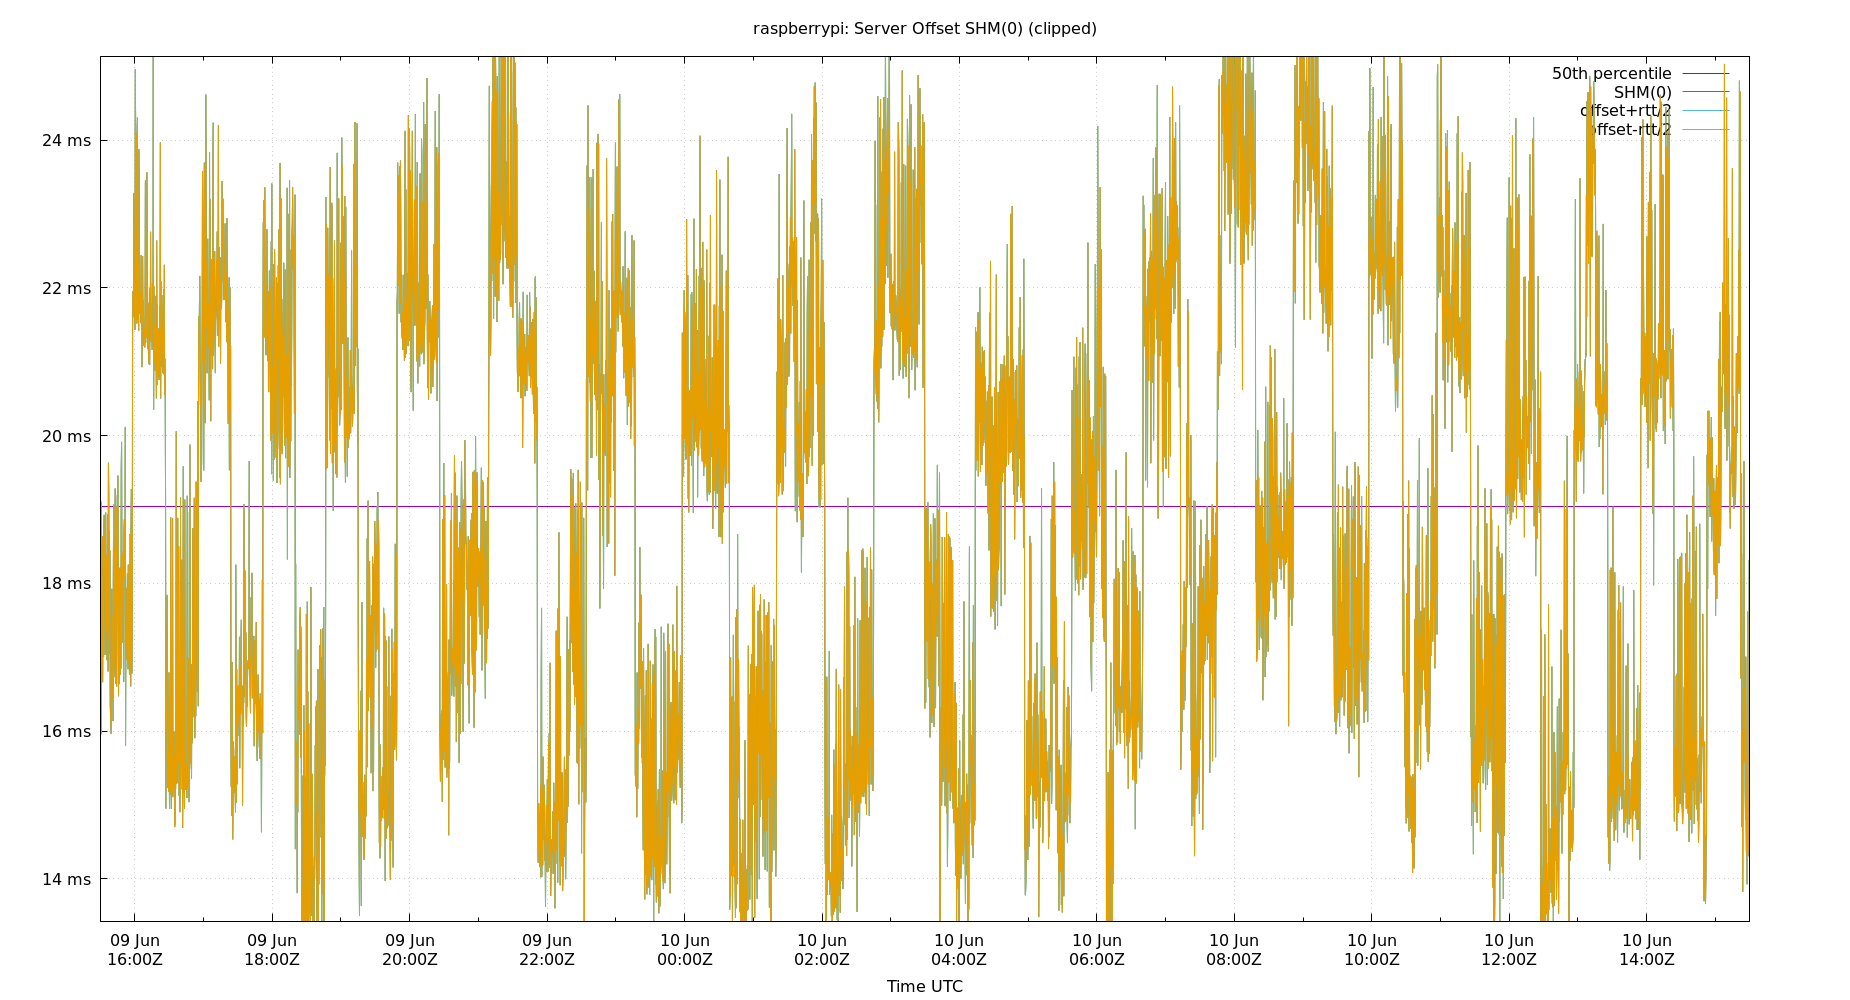 raspberrypi: Server Offset SHM(0) (clipped)
50th percentile
SHM(0)
offset+rtt/2
offset-rtt/2
24 ms
22 ms
20 ms
18 ms
16 ms
14 ms
09 Jun 09 Jun 09 Jun 09 Jun 10 Jun 10 Jun 10 Jun 10 Jun 10 Jun 10 Jun 10 Jun 10 Jun
16:00Z 18:00Z 20:00Z 22:00Z 00:00Z 02:00Z 04:00Z 06:00Z 08:00Z 10:00Z 12:00Z 14:00Z
Time UTC